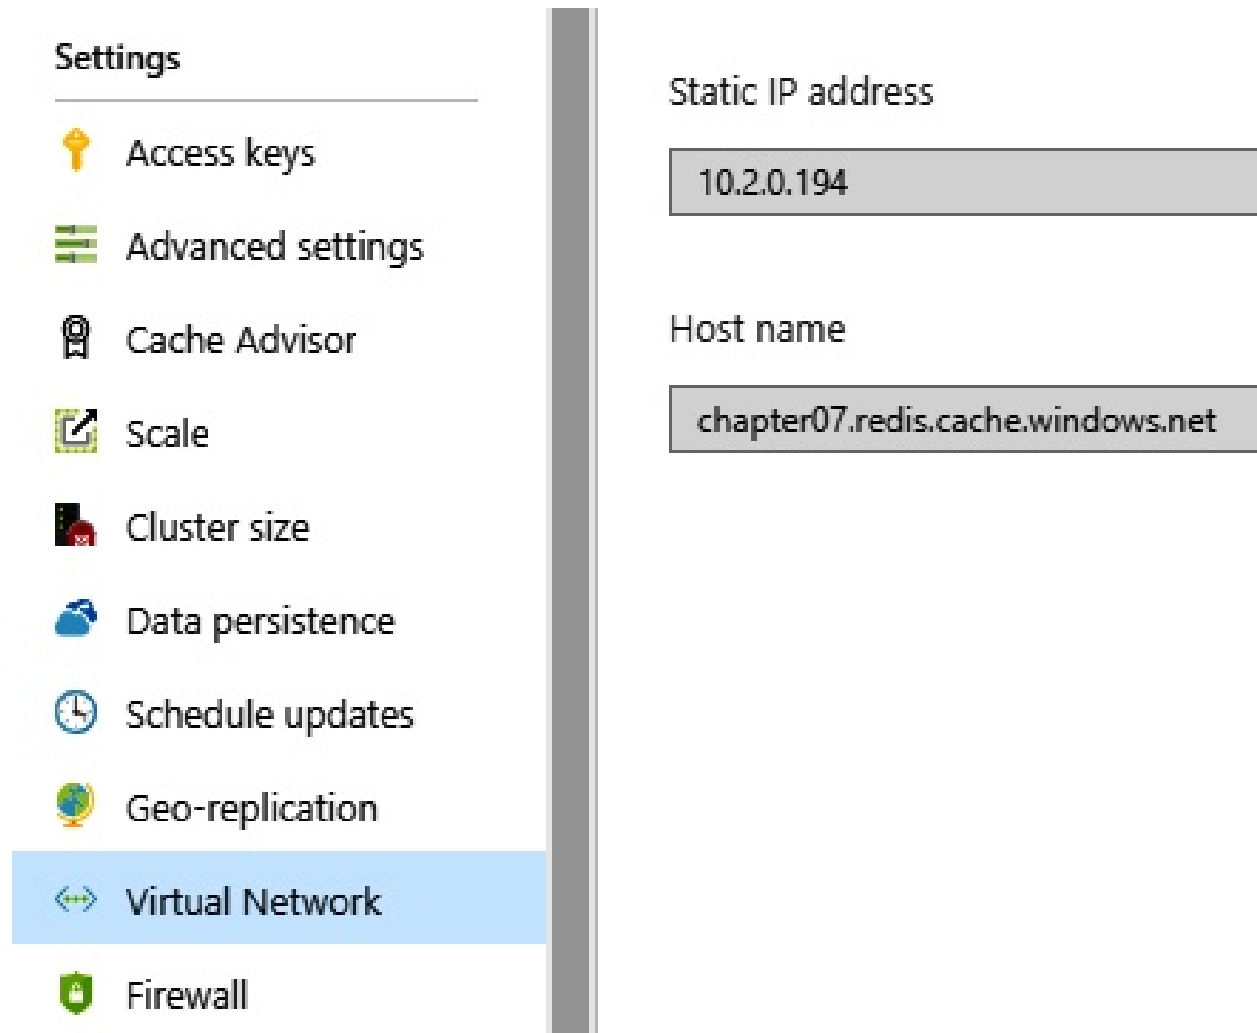 Settings
Access keys
Advanced settings
Cache Advisor
Scale
Cluster size
Data persistence
Schedule updates
Geo-replication
Virtual Network
Firewall
Static IP address
10.2.0.194
Host name
chapter07.redis.cache.windows.net